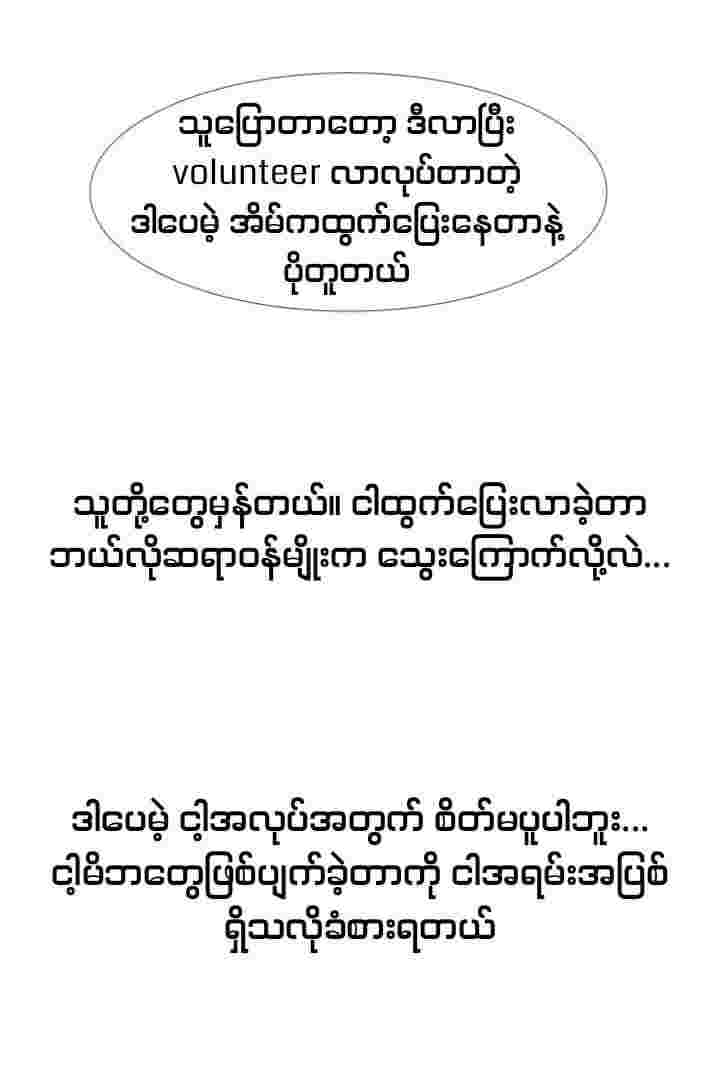 သူပြောတာတော့ ဒီလာပြီး
volunteer လာလုပ်တာတဲ့
ဒါပေမဲ့ အိမ်ကထွက်ပြေးနေတာနဲ့
ပိုတူတယ်
သူတို့တွေမှန်တယ်။ ငါထွက်ပြေးလာခဲ့တာ
ဘယ်လိုဆရာဝန်မျိုးက သွေးကြောက်လို့လဲ...
ဒါပေမဲ့ ငါ့အလုပ်အတွက် စိတ်မပူပါဘူး...
ငါ့မိဘတွေဖြစ်ပျက်ခဲ့တာကို ငါအရမ်းအပြစ်
ရှိသလိုခံစားရတယ်